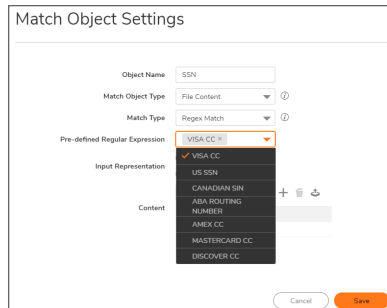 Match Object Settings
Object Name SSN
Match Object Type File Content
Match Type Regex Match
Pre-defined Regular Expression VISA CC ×
Input Representation
Content
VISA CC
US SSN
CANADIAN SIN
ABA ROUTING
NUMBER
AMEX CC
MASTERCARD CC
DISCOVER CC
Cancel Save